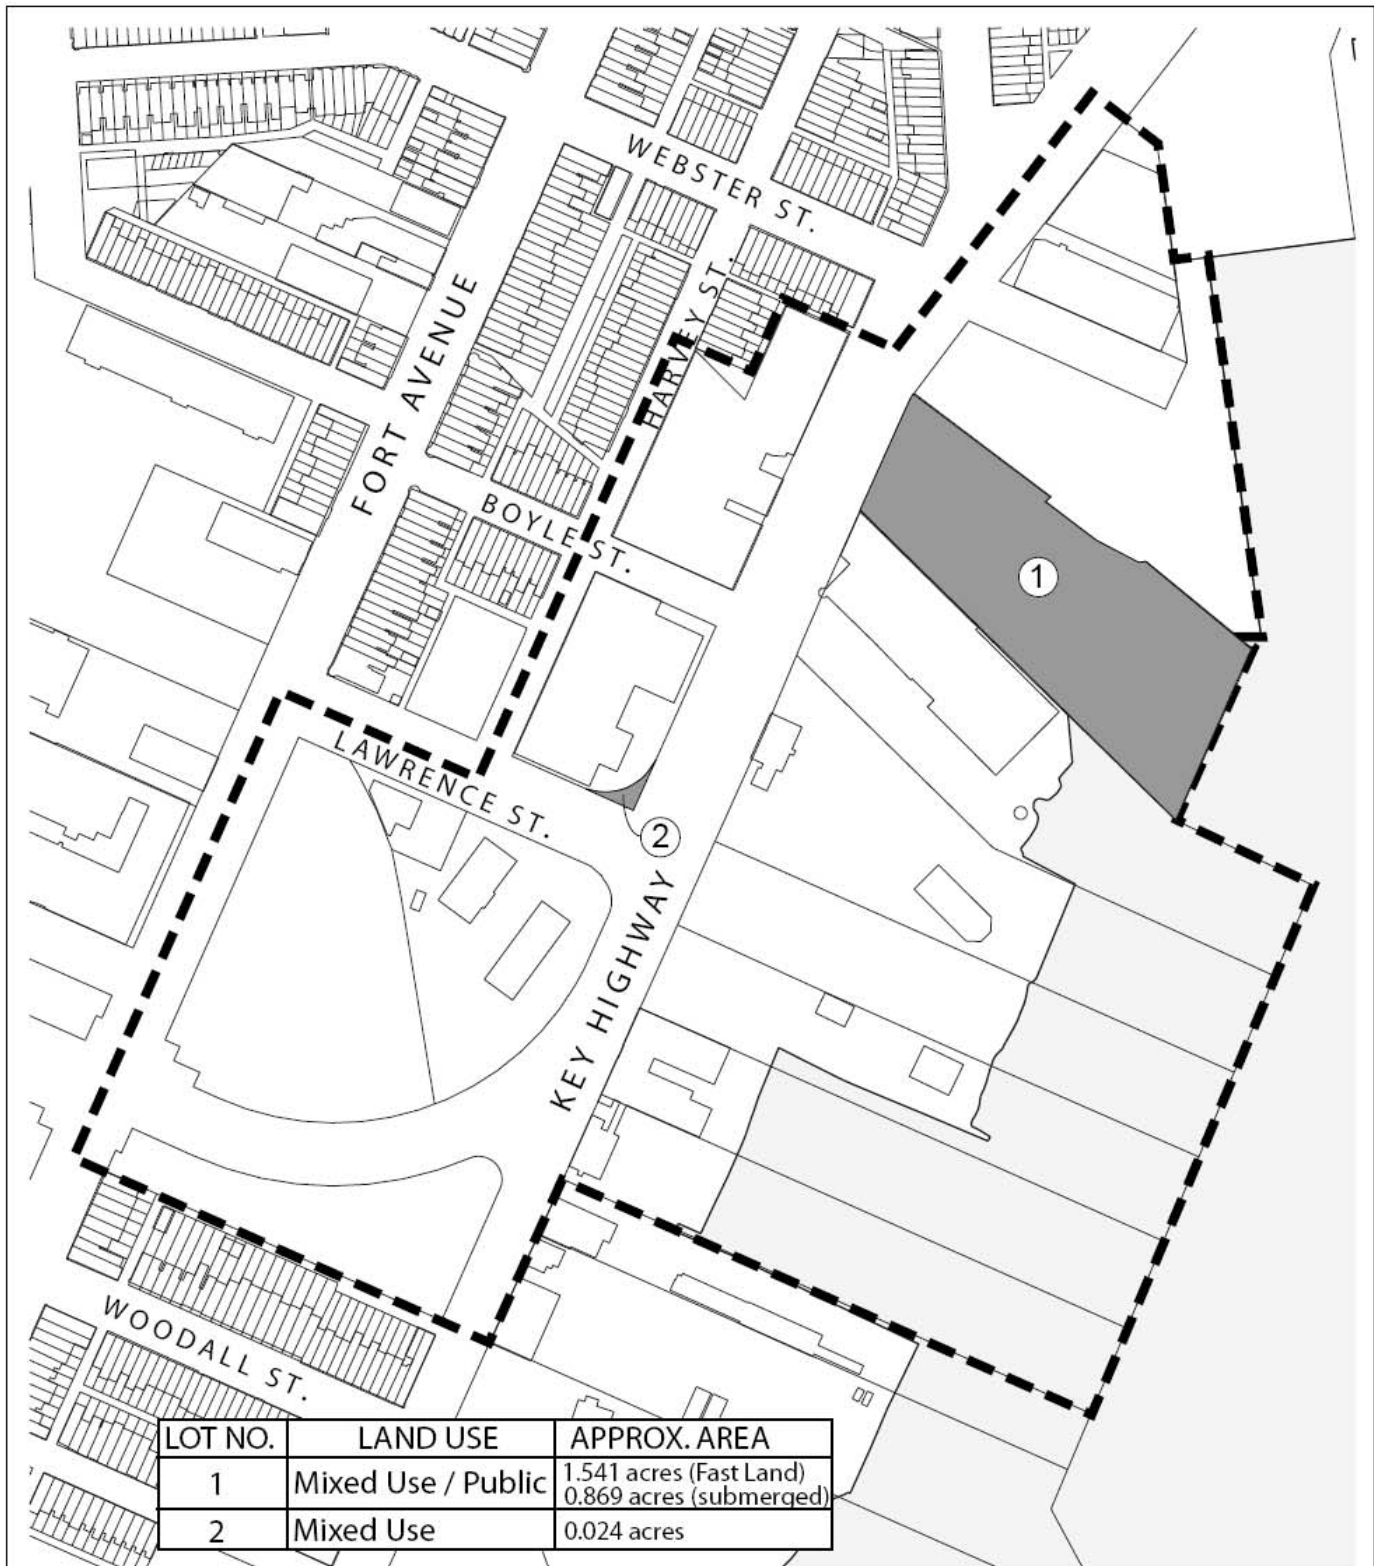 WEBSTER ST.
HARVEY ST.
FORT AVENUE
BOYLE ST.
1
LAWRENCE ST.
2
KEY HIGHWAY
WOODALL ST.
LOT NO. LAND USE APPROX. AREA
1 Mixed Use / Public 1.541 acres (Fast Land)
0.869 acres (submerged)
2 Mixed Use 0.024 acres